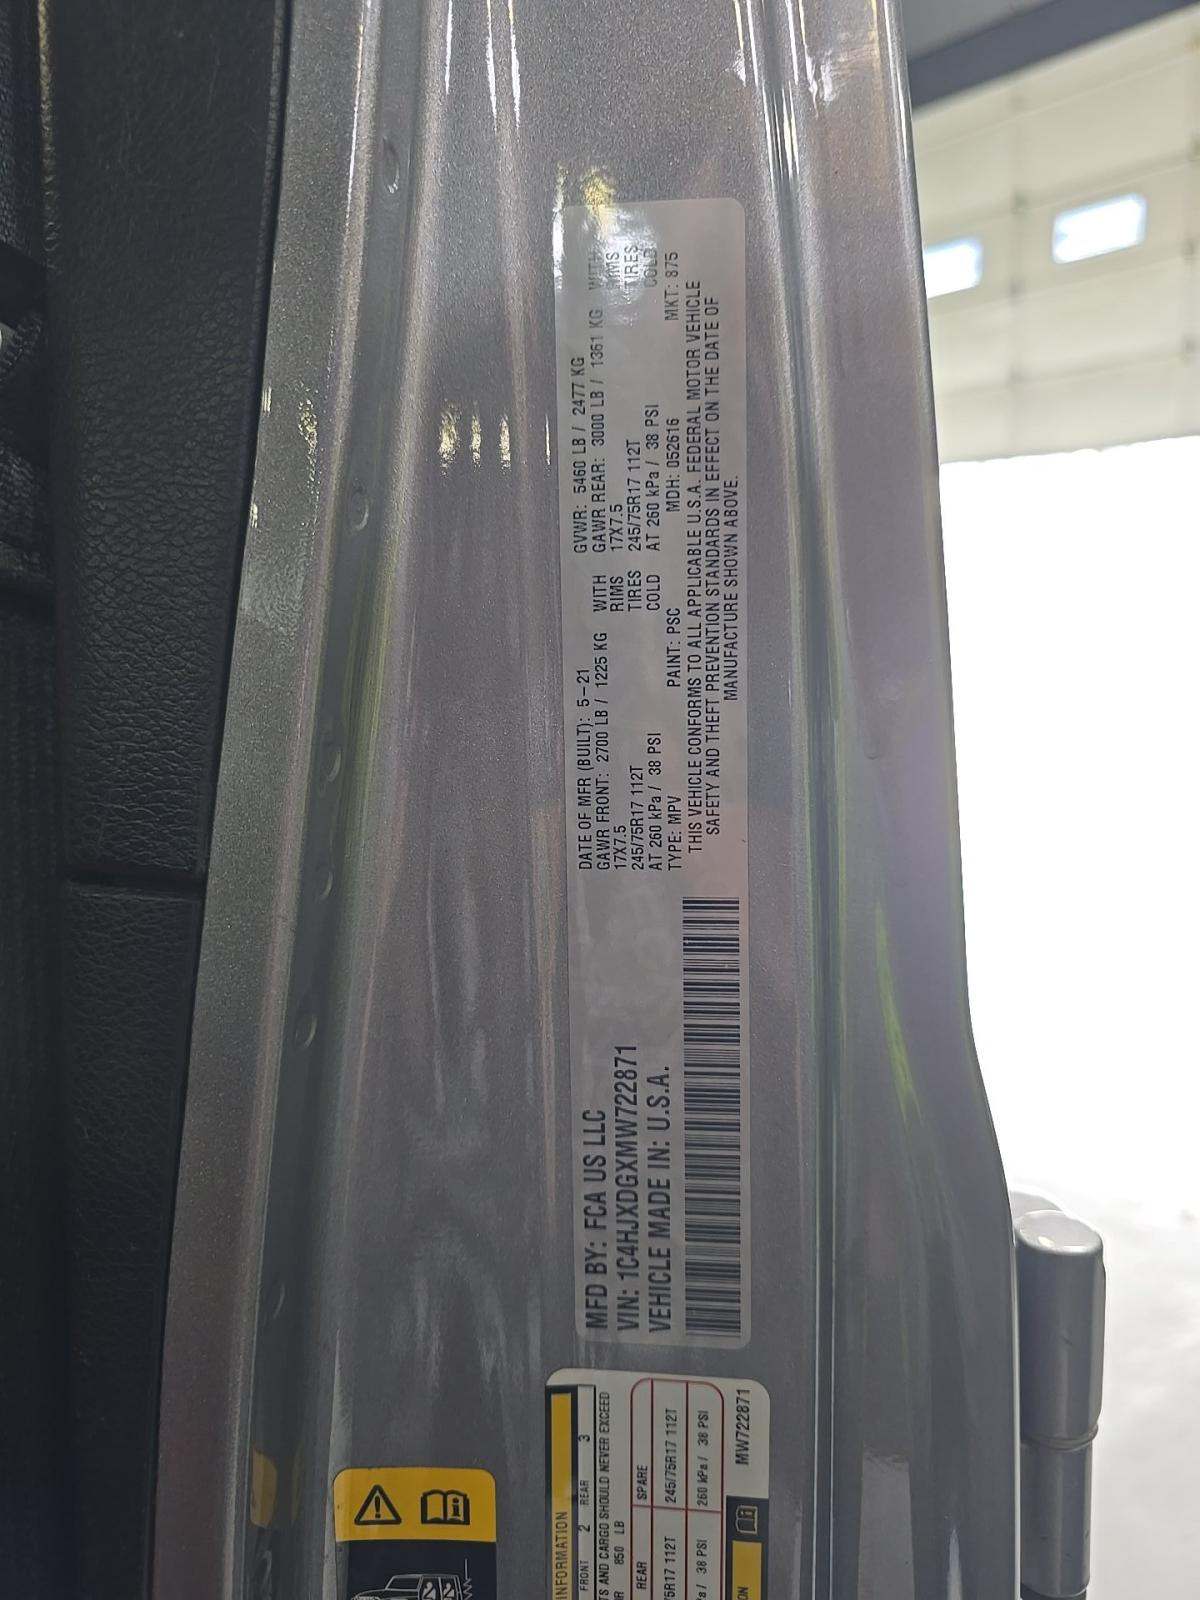 MFD BY: FCA US LLC
VIN: 1C4HJXDGXMW722871
VEHICLE MADE IN: U.S.A.
DATE OF MFR (BUILT): 5-21 GVWR: 5460 LB / 2477 KG
GAWR FRONT: 2700 LB / 1225 KG WITH GAWR REAR: 3000 LB / 1361 KG WITH
17X7.5 RIMS 17X7.5 RIMS
245/75R17 112T TIRES 245/75R17 112T TIRES
AT 260 kPa / 38 PSI COLD AT 260 kPa / 38 PSI COLD
TYPE: MPV PAINT: PSC MDH: 052616 MKT: 875
THIS VEHICLE CONFORMS TO ALL APPLICABLE U.S.A. FEDERAL MOTOR VEHICLE
SAFETY AND THEFT PREVENTION STANDARDS IN EFFECT ON THE DATE OF
MANUFACTURE SHOWN ABOVE.
INFORMATION
FRONT 2 REAR 3
AND CARGO SHOULD NEVER EXCEED
850 LB
REAR SPARE
112T 245/75R17 112T
38 PSI 260 kPa / 38 PSI
MW722871